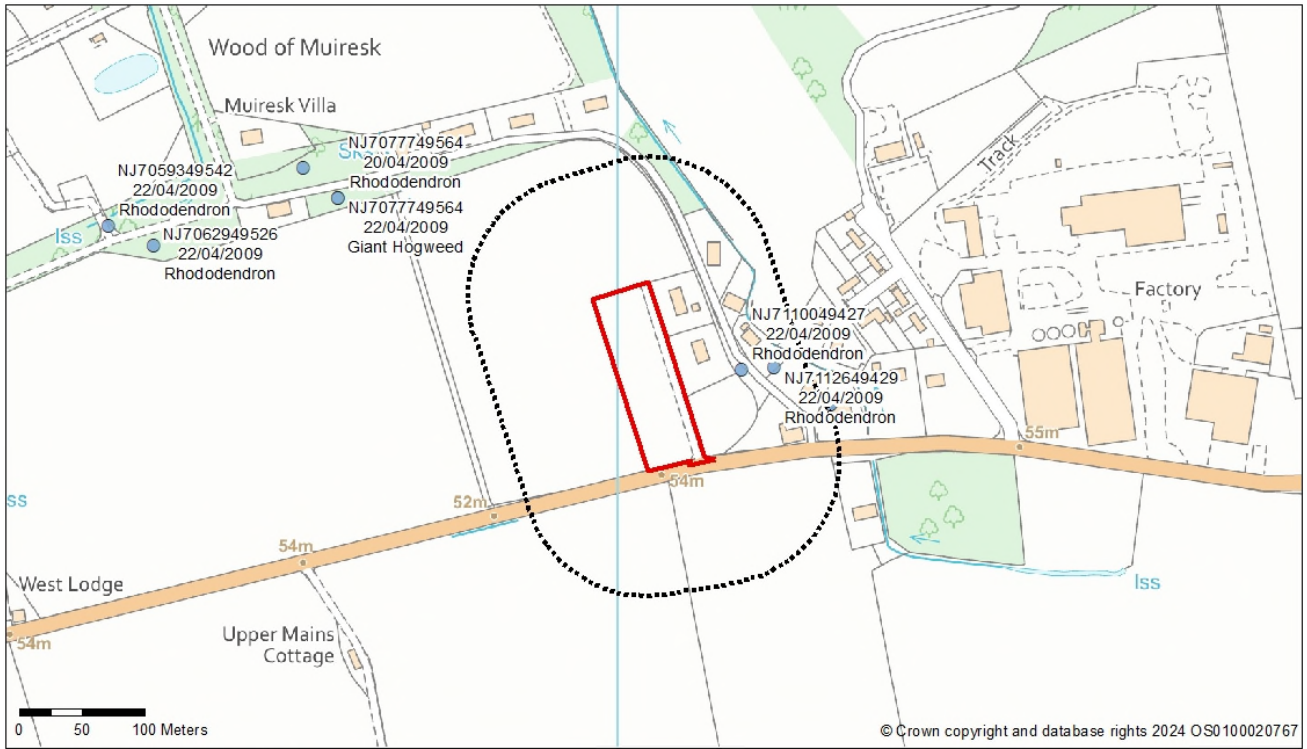 Wood of Muiresk
Muiresk Villa
NJ7077749564
20/04/2009
Rhododendron
NJ7059349542
22/04/2009
Rhododendron
NJ7077749564
22/04/2009
Giant Hogweed
Iss
NJ7062949526
22/04/2009
Rhododendron
Track
Factory
NJ7110049427
22/04/2009
Rhododendron
NJ7112649429
22/04/2009
Rhododendron
55m
54m
52m
ss
54m
West Lodge
Iss
54m
Upper Mains
Cottage
0 50 100 Meters
© Crown copyright and database rights 2024 OS0100020767